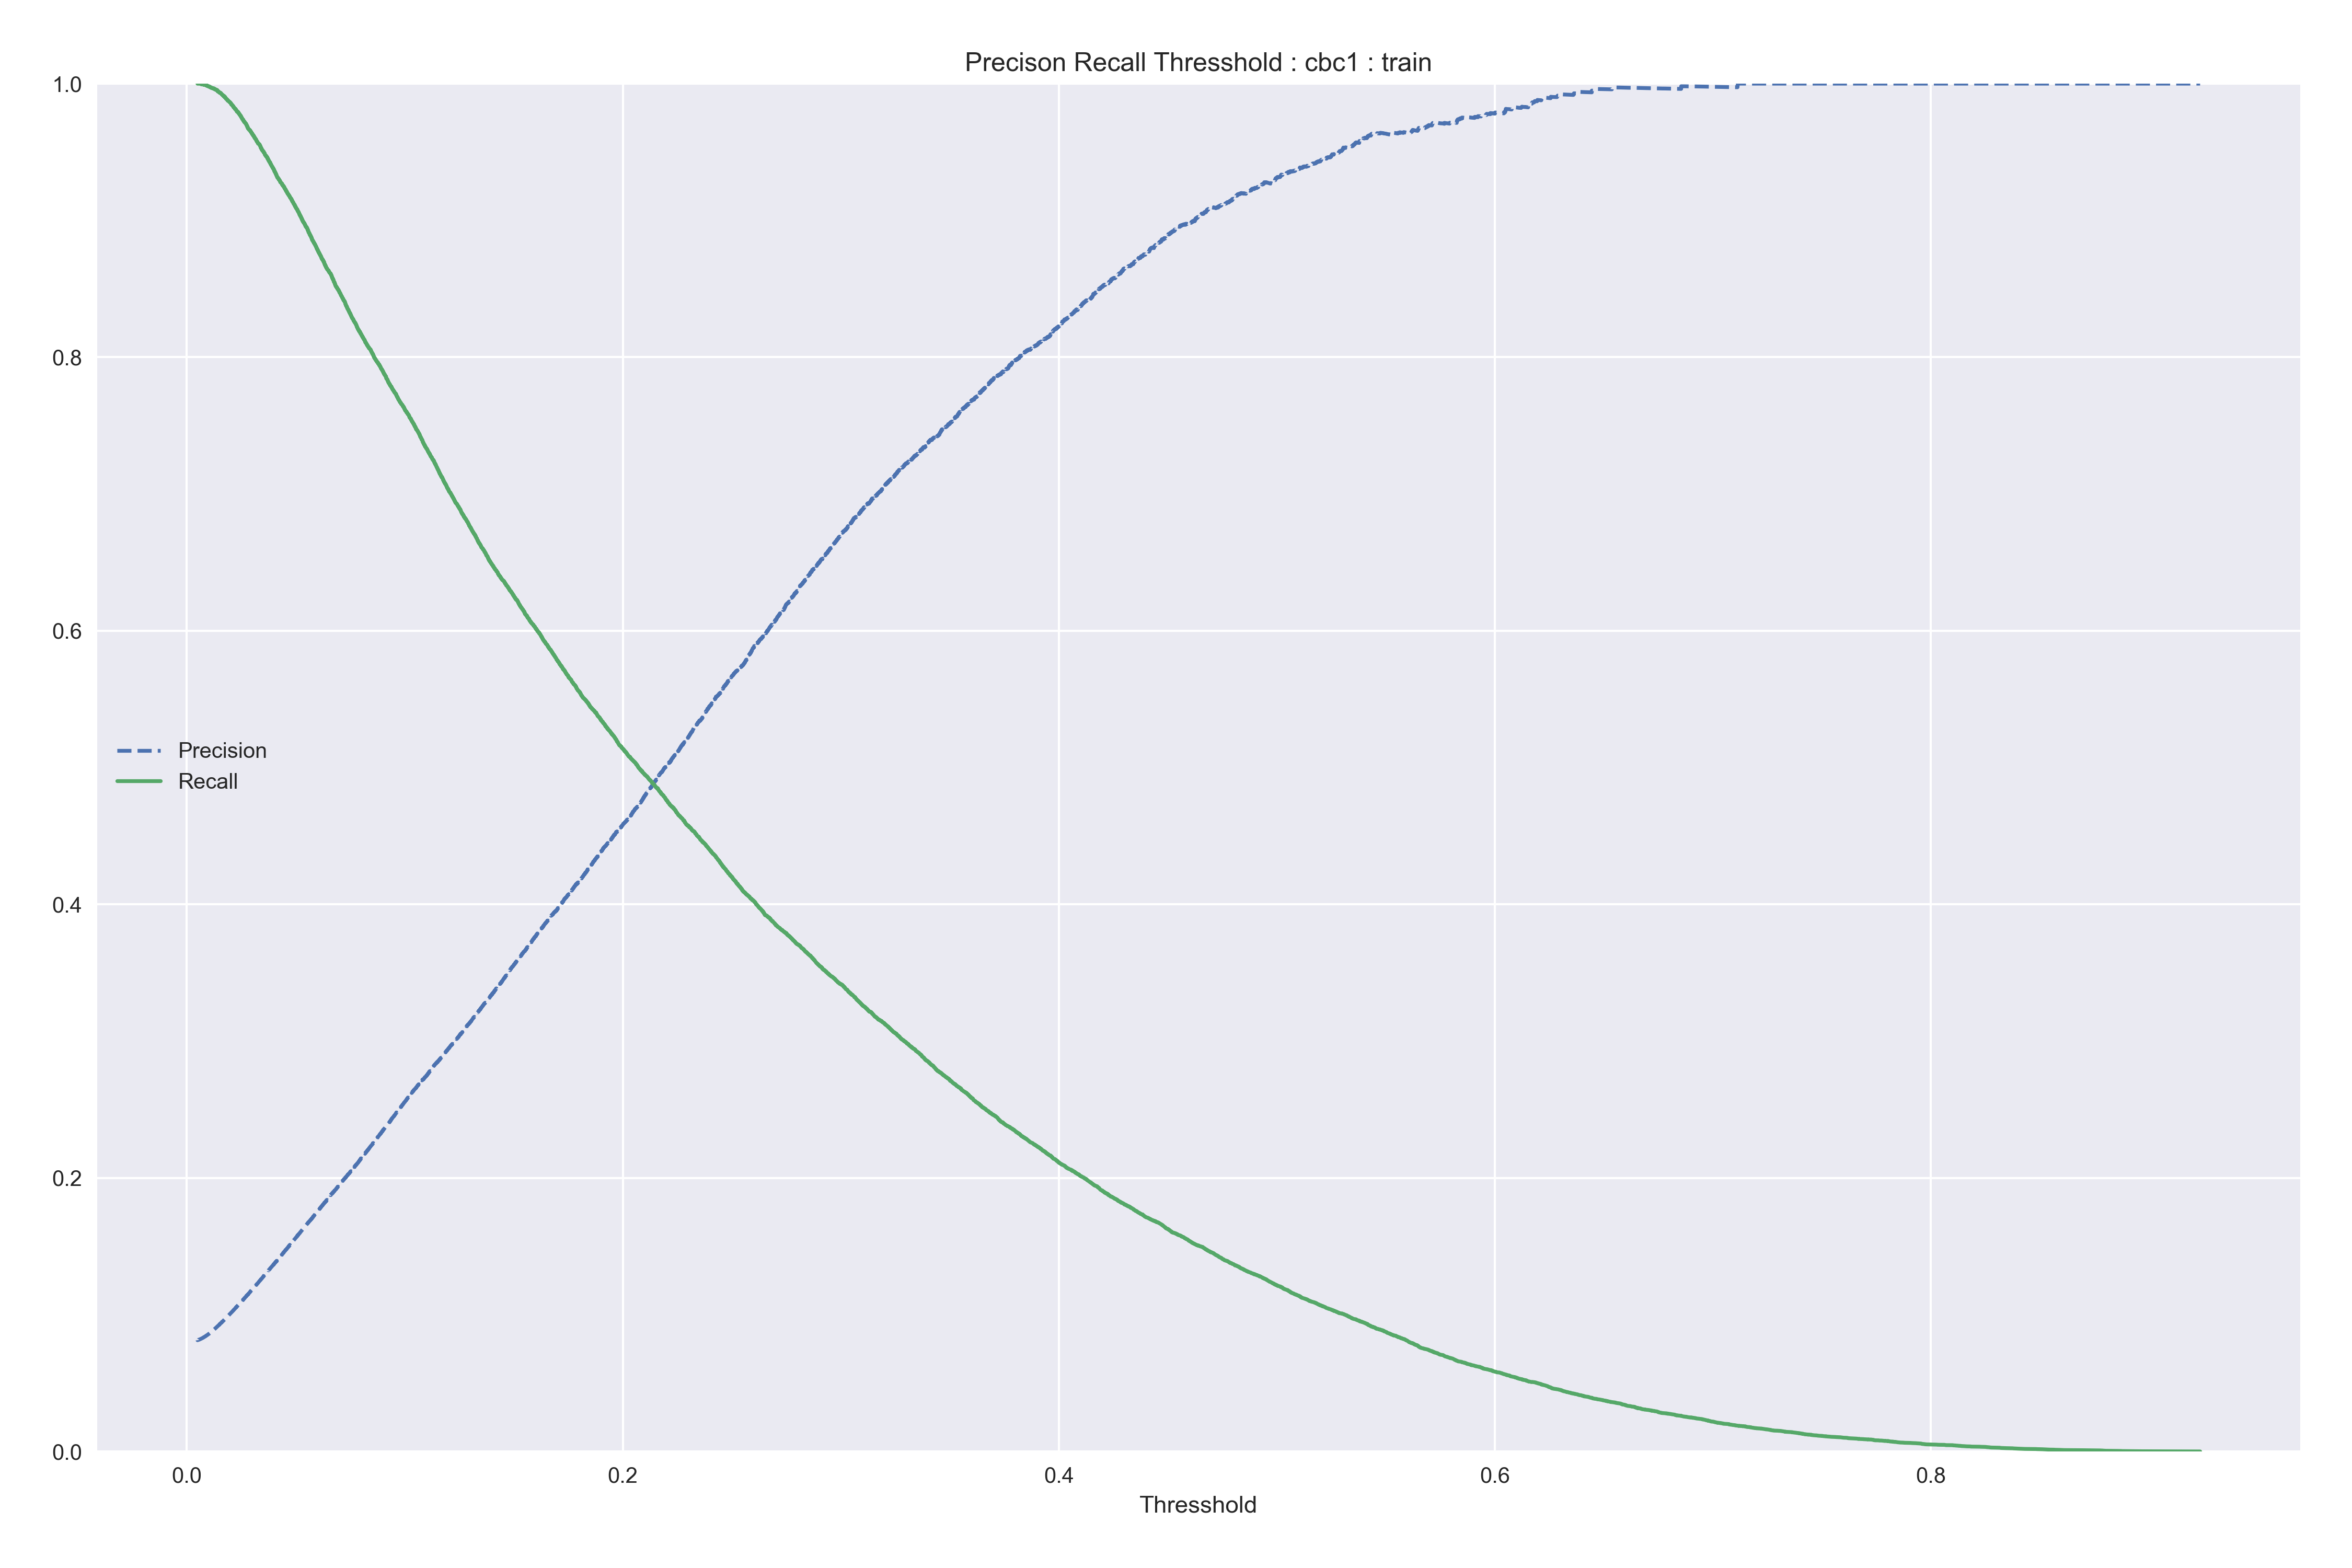 Precison Recall Thresshold : cbc1 : train
1.0
0.8
0.6
0.4
0.2
0.0
Precision
Recall
0.0 0.2 0.4 0.6 0.8
Thresshold